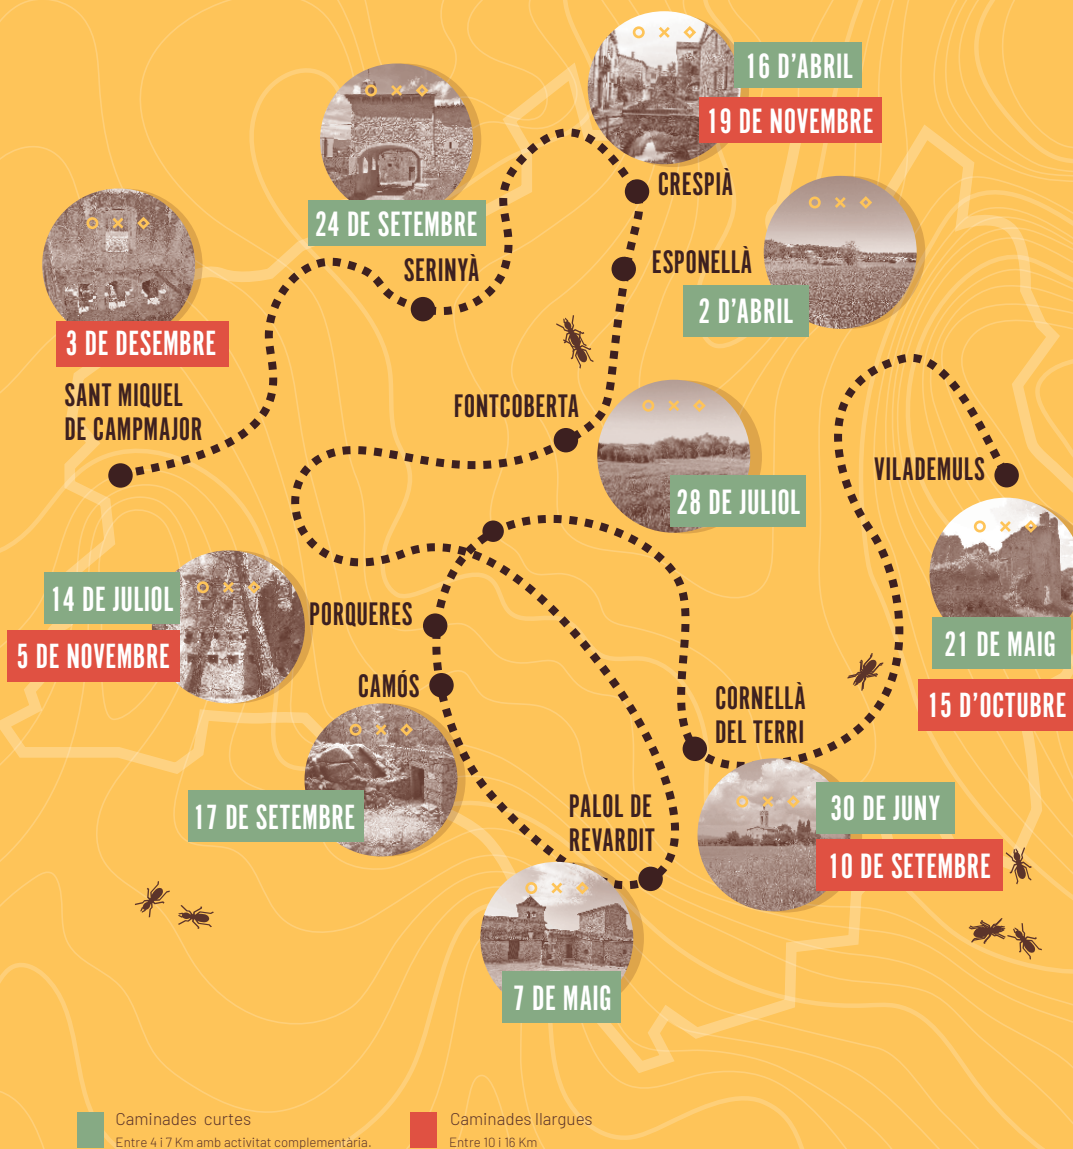 16 D'ABRIL
19 DE NOVEMBRE
CRESPIÀ
24 DE SETEMBRE
SERINYÀ
ESPONELLÀ
2 D'ABRIL
3 DE DESEMBRE
SANT MIQUEL
DE CAMPMAJOR
FONTCOBERTA
28 DE JULIOL
VILADEMULS
21 DE MAIG
15 D'OCTUBRE
14 DE JULIOL
5 DE NOVEMBRE
PORQUERES
CAMÓS
17 DE SETEMBRE
CORNELLÀ
DEL TERRI
30 DE JUNY
10 DE SETEMBRE
PALOL DE
REVARDIT
7 DE MAIG
Caminades curtes
Entre 4 i 7 Km amb activitat complementària.
Caminades llargues
Entre 10 i 16 Km